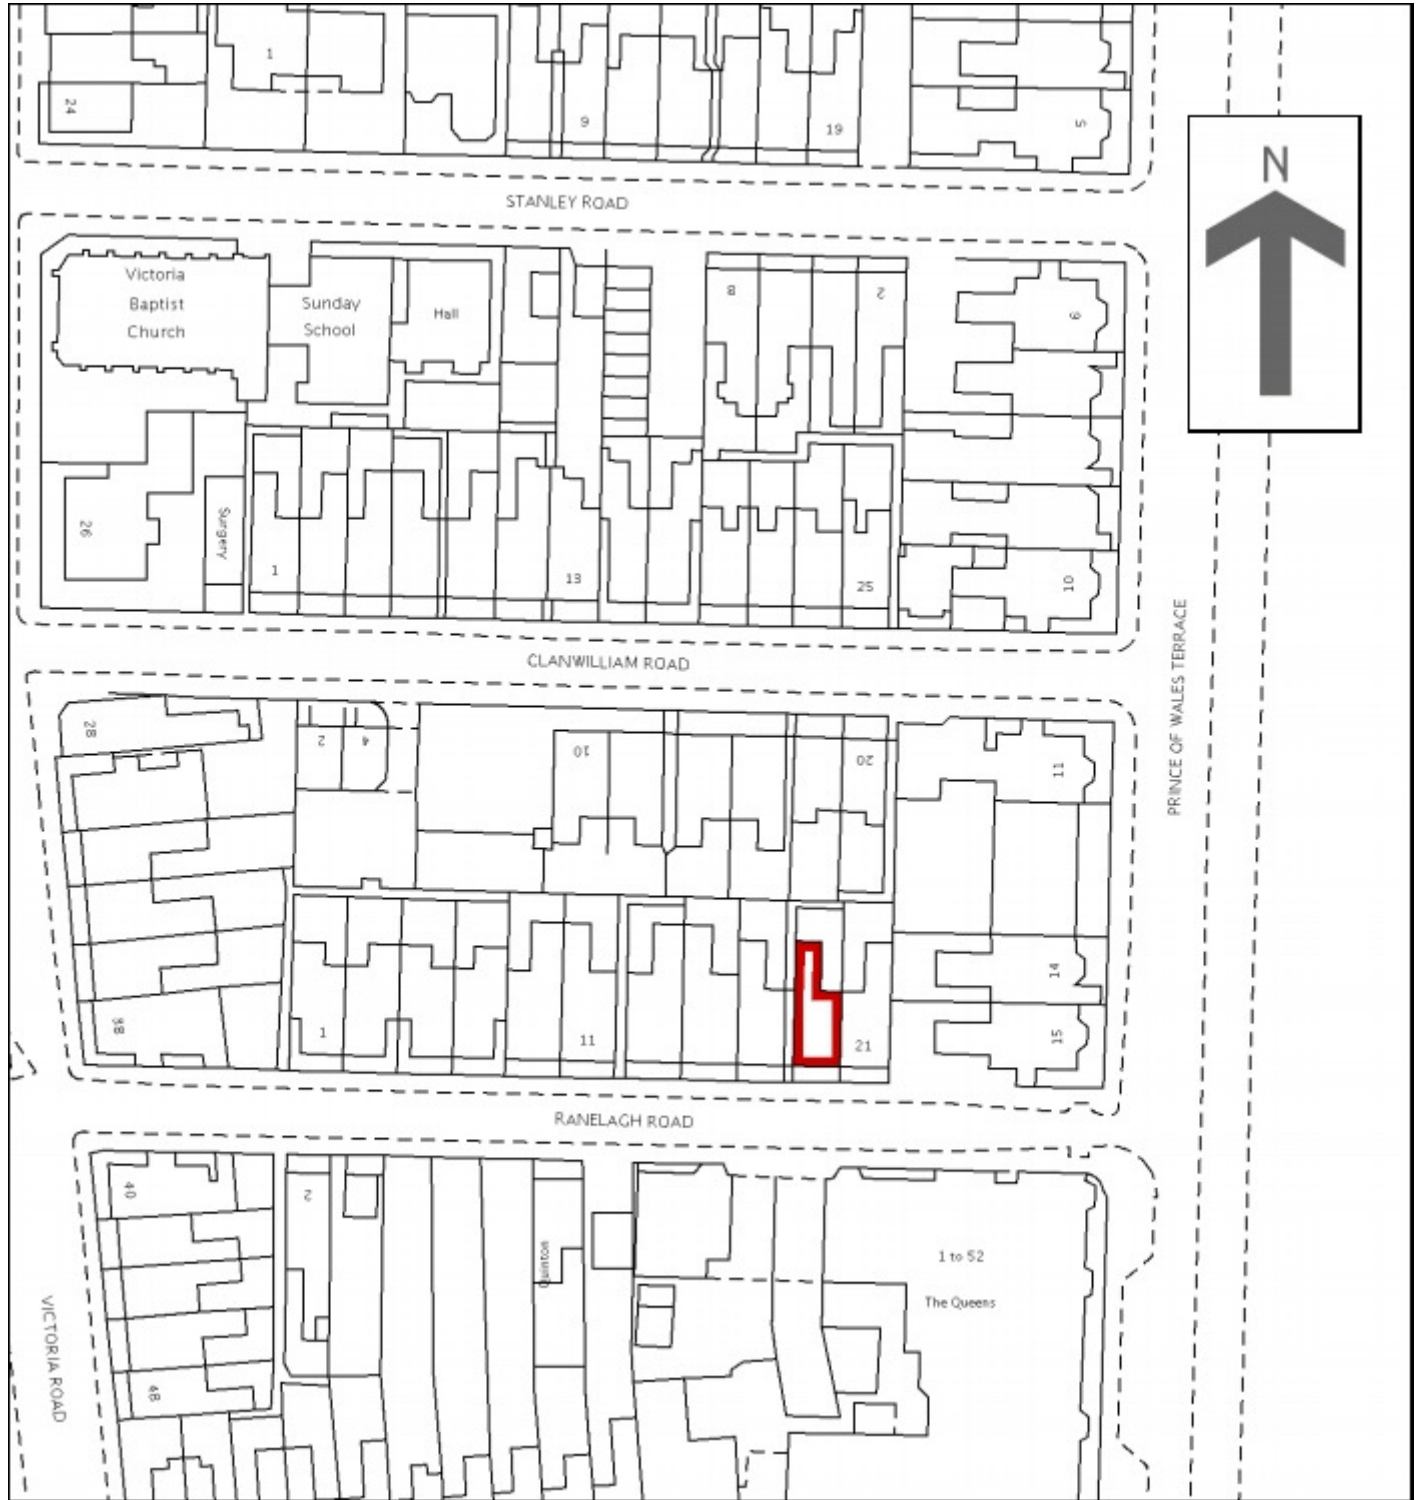 1
24
9
19
5
N
STANLEY ROAD
Victoria
Baptist
Church
Sunday
School
Hall
8
2
6
26
Surgery
1
13
25
10
CLANWILLIAM ROAD
PRINCE OF WALES TERRACE
28
2
4
10
20
11
38
1
11
21
14
15
RANELAGH ROAD
40
2
Quinton
1 to 52
The Queens
VICTORIA ROAD
48